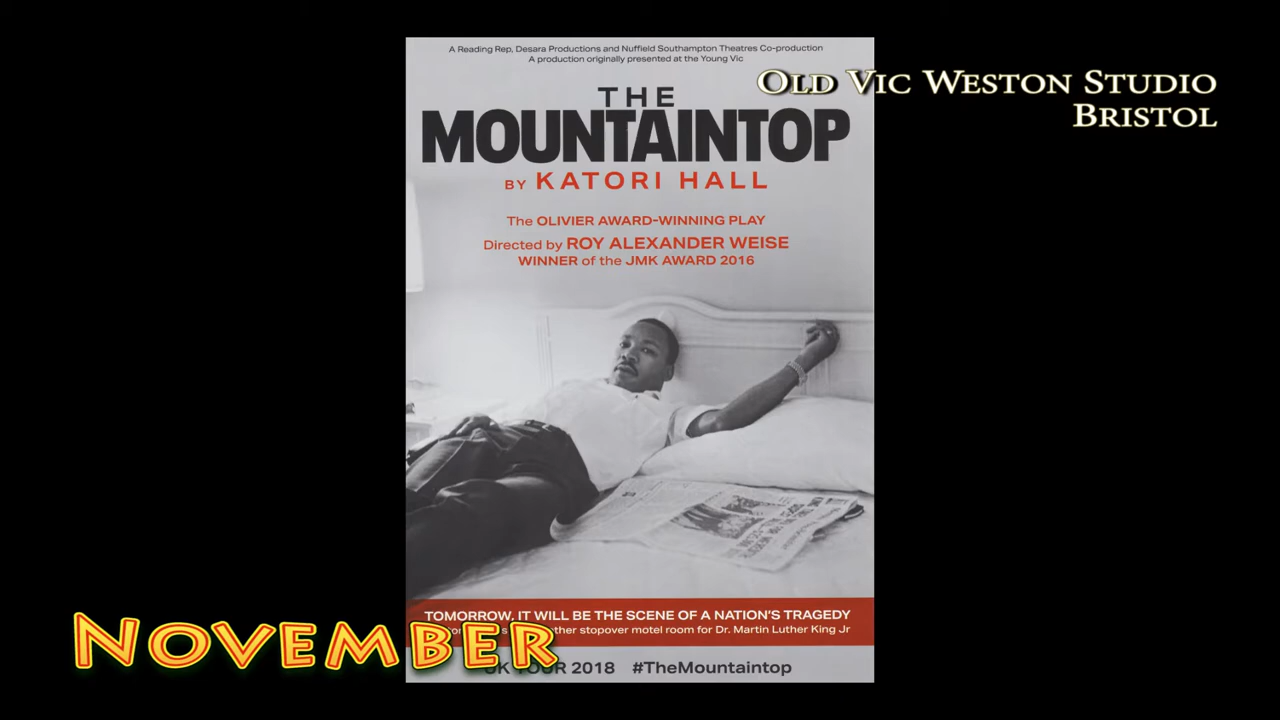 A Reading Rep, Desara Productions and Nuffield Southampton Theatres Co-production
A production originally presented at the Young Vic
OLD VIC WESTON STUDIO
BRISTOL
THE
MOUNTAINTOP
BY KATORI HALL
The OLIVIER AWARD-WINNING PLAY
Directed by ROY ALEXANDER WEISE
WINNER of the JMK AWARD 2016
TOMORROW, IT WILL BE THE SCENE OF A NATION'S TRAGEDY
stopover motel room for Dr. Martin Luther King Jr
NOVEMBER
UK TOUR 2018 #TheMountaintop